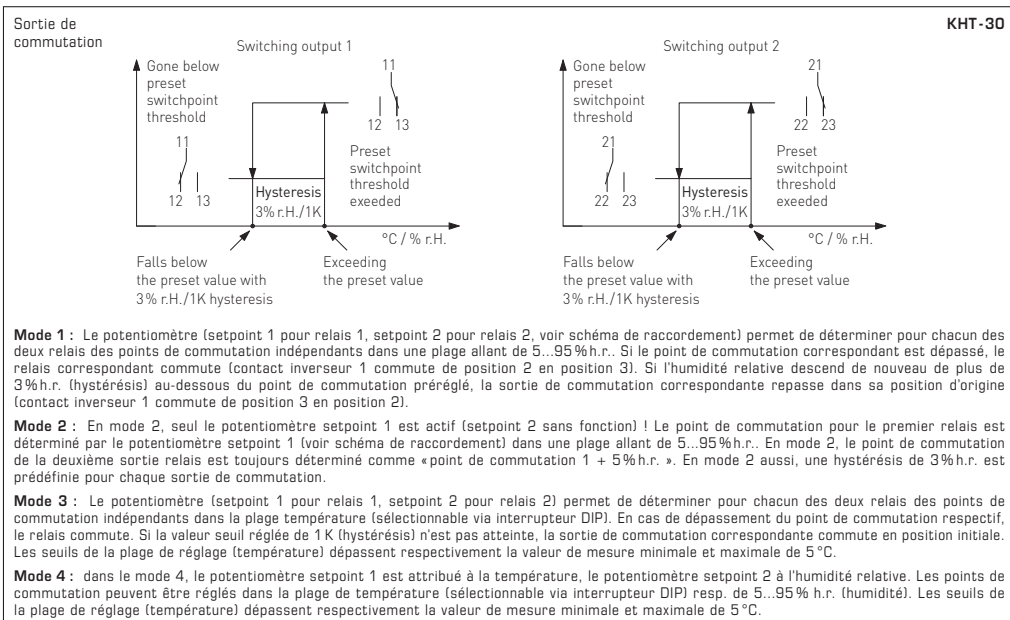 Sortie de
commutation
KHT-30
Switching output 1
Gone below
preset
switchpoint
threshold
11
12 13
11
12 13
Preset
switchpoint
threshold
exeeded
Hysteresis
3% r.H./1K
°C / % r.H.
Falls below
the preset value with
3% r.H./1K hysteresis
Exceeding
the preset value
Switching output 2
Gone below
preset
switchpoint
threshold
21
22 23
21
22 23
Preset
switchpoint
threshold
exeeded
Hysteresis
3% r.H./1K
°C / % r.H.
Falls below
the preset value with
3% r.H./1K hysteresis
Exceeding
the preset value
Mode 1 : Le potentiomètre (setpoint 1 pour relais 1, setpoint 2 pour relais 2, voir schéma de raccordement) permet de déterminer pour chacun des
deux relais des points de commutation indépendants dans une plage allant de 5...95%h.r.. Si le point de commutation correspondant est dépassé, le
relais correspondant commute (contact inverseur 1 commute de position 2 en position 3). Si l'humidité relative descend de nouveau de plus de
3%h.r. (hystérésis) au-dessous du point de commutation préréglé, la sortie de commutation correspondante repasse dans sa position d'origine
(contact inverseur 1 commute de position 3 en position 2).
Mode 2 : En mode 2, seul le potentiomètre setpoint 1 est actif (setpoint 2 sans fonction) ! Le point de commutation pour le premier relais est
déterminé par le potentiomètre setpoint 1 (voir schéma de raccordement) dans une plage allant de 5...95%h.r.. En mode 2, le point de commutation
de la deuxième sortie relais est toujours déterminé comme «point de commutation 1 + 5%h.r. ». En mode 2 aussi, une hystérésis de 3%h.r. est
prédéfinie pour chaque sortie de commutation.
Mode 3 : Le potentiomètre (setpoint 1 pour relais 1, setpoint 2 pour relais 2) permet de déterminer pour chacun des deux relais des points de
commutation indépendants dans la plage température (sélectionnable via interrupteur DIP). En cas de dépassement du point de commutation respectif,
le relais commute. Si la valeur seuil réglée de 1 K (hystérésis) n'est pas atteinte, la sortie de commutation correspondante commute en position initiale.
Les seuils de la plage de réglage (température) dépassent respectivement la valeur de mesure minimale et maximale de 5°C.
Mode 4 : dans le mode 4, le potentiomètre setpoint 1 est attribué à la température, le potentiomètre setpoint 2 à l'humidité relative. Les points de
commutation peuvent être réglés dans la plage de température (sélectionnable via interrupteur DIP) resp. de 5...95% h.r. (humidité). Les seuils de
la plage de réglage (température) dépassent respectivement la valeur de mesure minimale et maximale de 5°C.